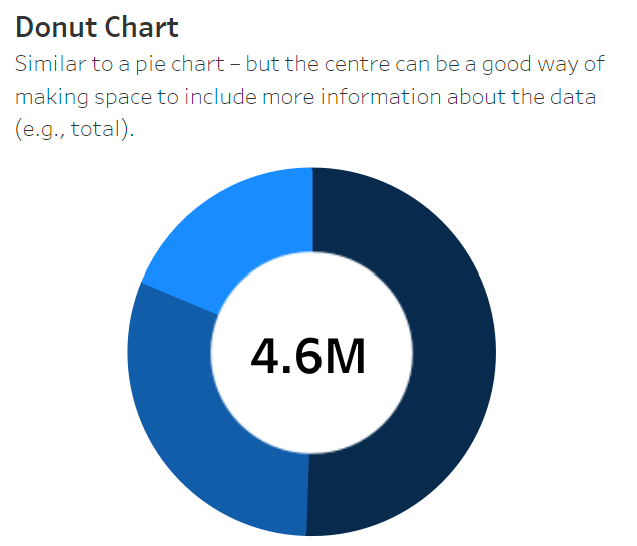 Donut Chart
Similar to a pie chart – but the centre can be a good way of
making space to include more information about the data
(e.g., total).
4.6M